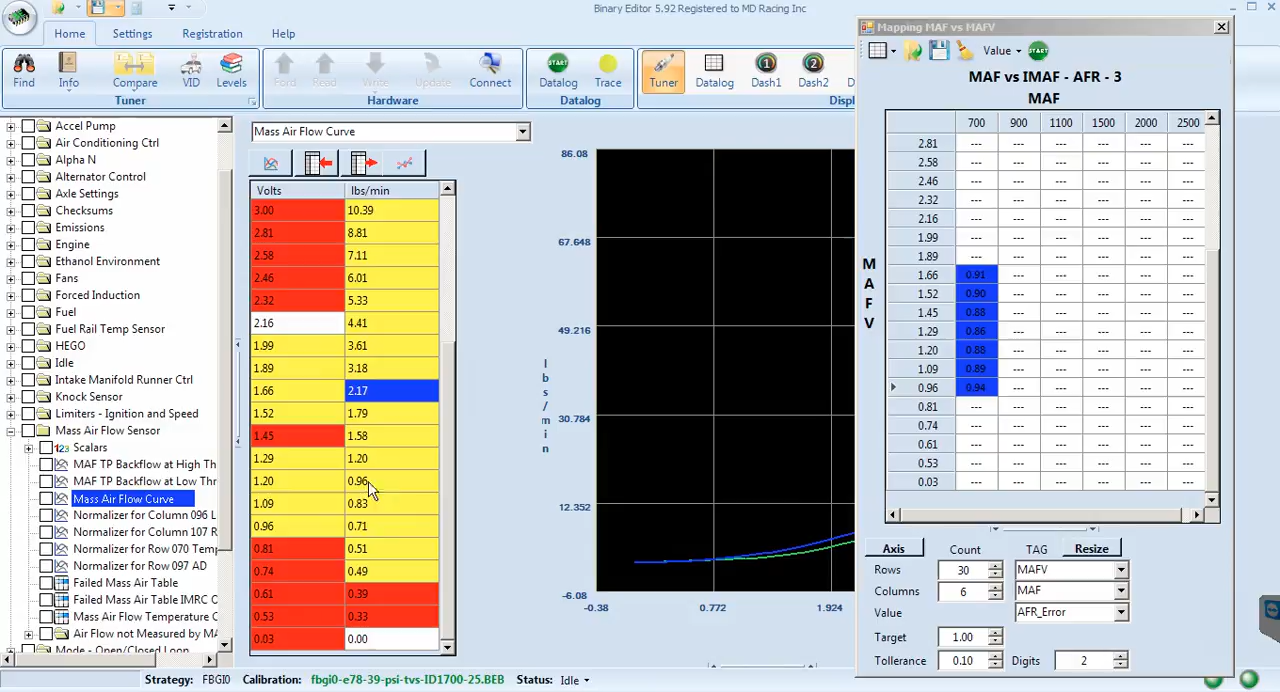 Binary Editor 5.92 Registered to MD Racing Inc
Home Settings Registration Help
Find Info Compare VID Levels Ford Read Write Update Connect Datalog Trace Tuner Datalog Dash1 Dash2 D
Tuner Hardware Datalog Displ
Accel Pump
Air Conditioning Ctrl
Alpha N
Alternator Control
Axle Settings
Checksums
Emissions
Engine
Ethanol Environment
Fans
Forced Induction
Fuel
Fuel Rail Temp Sensor
HEGO
Idle
Intake Manifold Runner Ctrl
Knock Sensor
Limiters - Ignition and Speed
Mass Air Flow Sensor
123 Scalars
MAF TP Backflow at High Th
MAF TP Backflow at Low Thr
Mass Air Flow Curve
Normalizer for Column 096 L
Normalizer for Column 107 R
Normalizer for Row 070 Temp
Normalizer for Row 097 AD
Failed Mass Air Table
Failed Mass Air Table IMRC C
Mass Air Flow Temperature C
Air Flow not Measured by MA
Mode - Open/Closed Loop
Mass Air Flow Curve
Volts lbs/min
3.00 10.39
2.81 8.81
2.58 7.11
2.46 6.01
2.32 5.33
2.16 4.41
1.99 3.61
1.89 3.18
1.66 2.17
1.52 1.79
1.45 1.58
1.29 1.20
1.20 0.96
1.09 0.83
0.96 0.71
0.81 0.51
0.74 0.49
0.61 0.39
0.53 0.33
0.03 0.00
86.08
67.648
49.216
30.784
12.352
-6.08
lbs/min
-0.38 0.772 1.924
Mapping MAF vs MAFV
Value START
MAF vs IMAF - AFR - 3
MAF
MAFV
700 900 1100 1500 2000 2500
2.81 --- --- --- --- --- ---
2.58 --- --- --- --- --- ---
2.46 --- --- --- --- --- ---
2.32 --- --- --- --- --- ---
2.16 --- --- --- --- --- ---
1.99 --- --- --- --- --- ---
1.89 --- --- --- --- --- ---
1.66 0.91 --- --- --- --- ---
1.52 0.90 --- --- --- --- ---
1.45 0.88 --- --- --- --- ---
1.29 0.86 --- --- --- --- ---
1.20 0.88 --- --- --- --- ---
1.09 0.89 --- --- --- --- ---
0.96 0.94 --- --- --- --- ---
0.81 --- --- --- --- --- ---
0.74 --- --- --- --- --- ---
0.61 --- --- --- --- --- ---
0.53 --- --- --- --- --- ---
0.03 --- --- --- --- --- ---
Axis Count TAG Resize
Rows 30 MAFV
Columns 6 MAF
Value AFR_Error
Target 1.00
Tollerance 0.10 Digits 2
Strategy: FBGI0 Calibration: fbgi0-e78-39-psi-tvs-ID1700-25.BEB Status: Idle